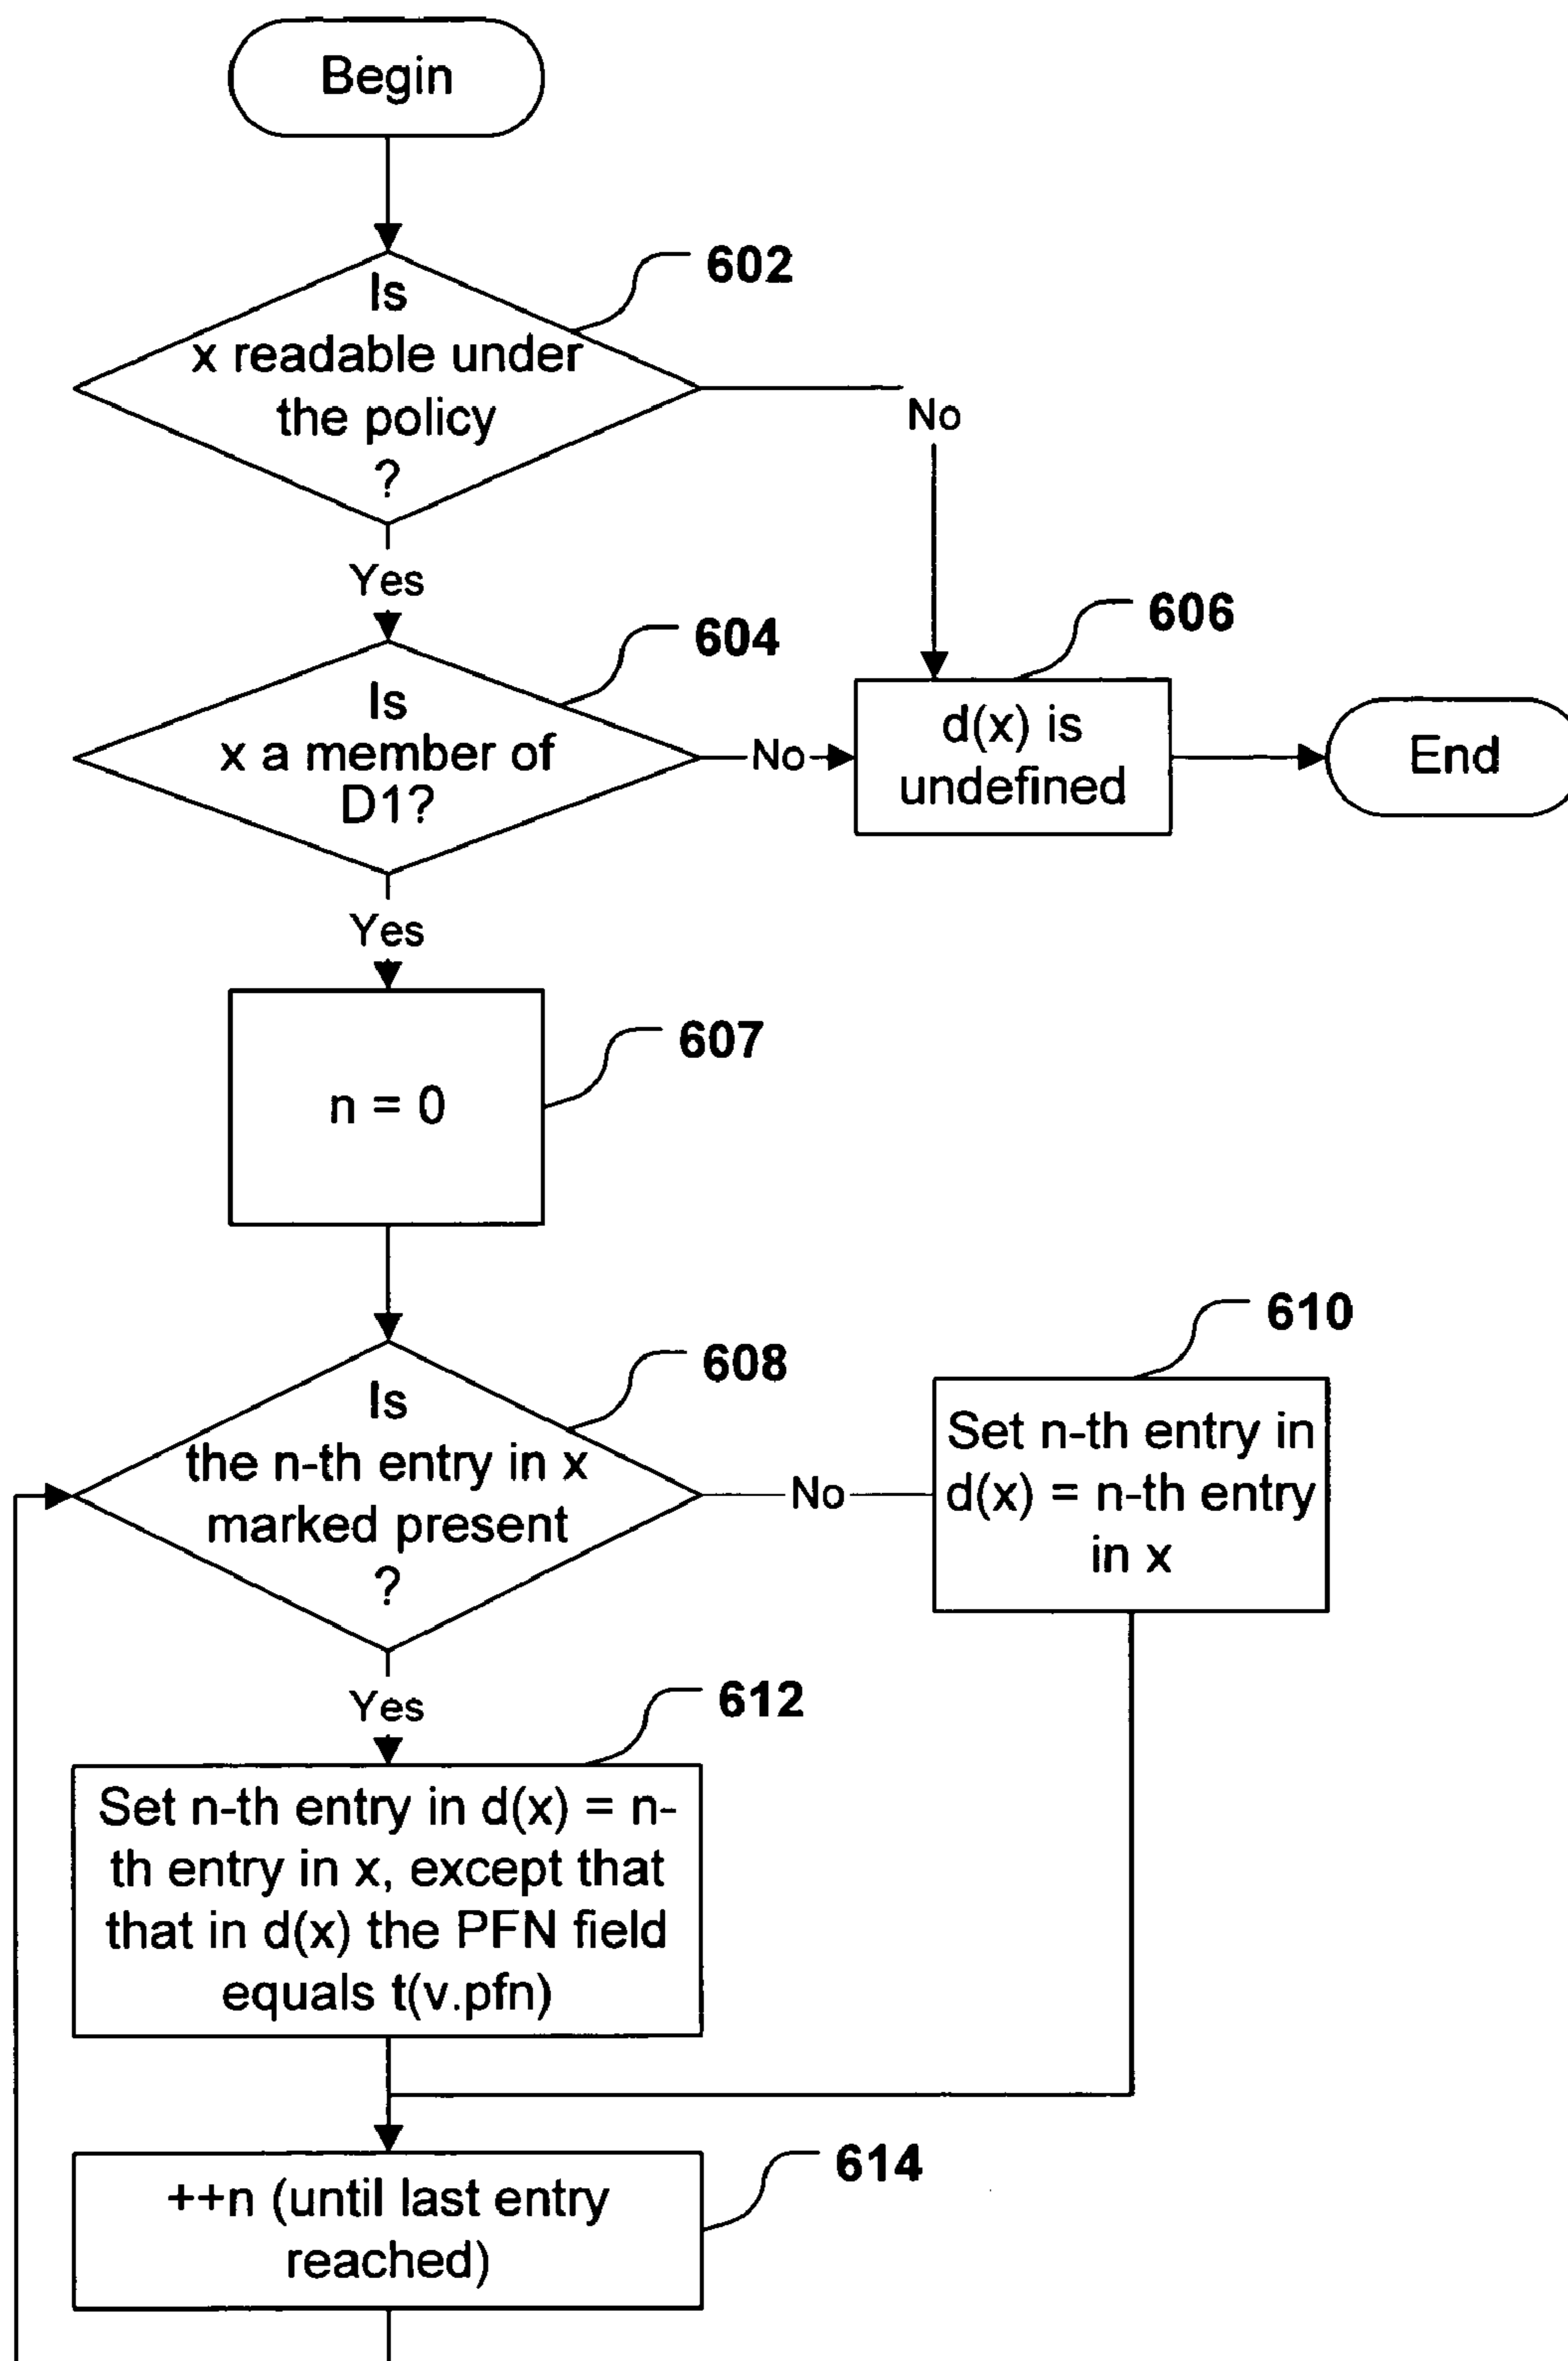 Begin
Is
x readable under
the policy
?
602
No
Yes
Is
x a member of
D1?
604
No
606
d(x) is
undefined
End
Yes
n = 0
607
Is
the n-th entry in x
marked present
?
608
No
610
Set n-th entry in
d(x) = n-th entry
in x
Yes
612
Set n-th entry in d(x) = n-
th entry in x, except that
that in d(x) the PFN field
equals t(v.pfn)
++n (until last entry
reached)
614